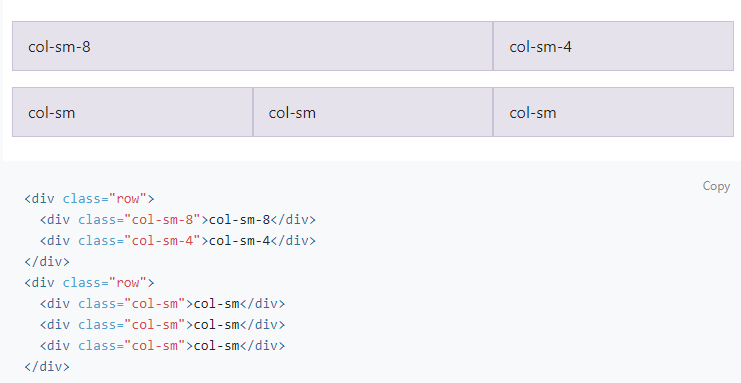 col-sm-8 col-sm-4
col-sm col-sm col-sm
Copy
<div class="row">
  <div class="col-sm-8">col-sm-8</div>
  <div class="col-sm-4">col-sm-4</div>
</div>
<div class="row">
  <div class="col-sm">col-sm</div>
  <div class="col-sm">col-sm</div>
  <div class="col-sm">col-sm</div>
</div>